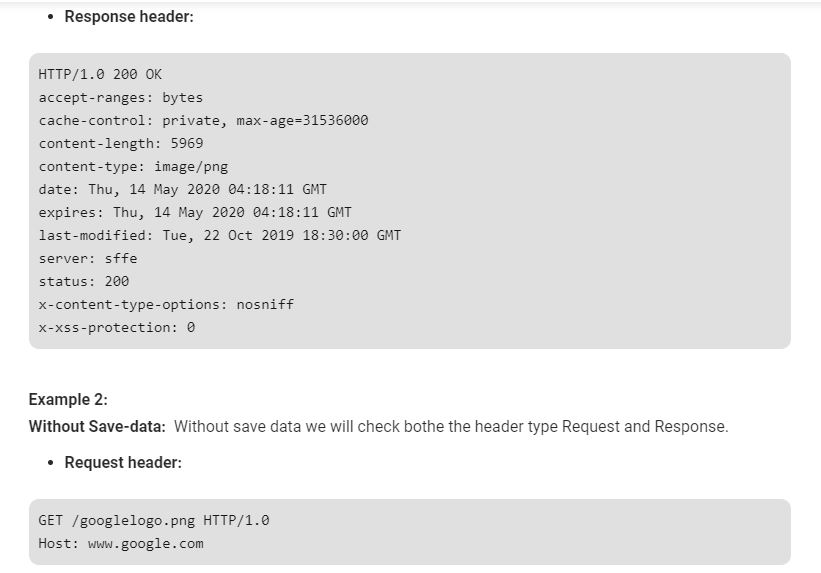 • Response header:
HTTP/1.0 200 OK
accept-ranges: bytes
cache-control: private, max-age=31536000
content-length: 5969
content-type: image/png
date: Thu, 14 May 2020 04:18:11 GMT
expires: Thu, 14 May 2020 04:18:11 GMT
last-modified: Tue, 22 Oct 2019 18:30:00 GMT
server: sffe
status: 200
x-content-type-options: nosniff
x-xss-protection: 0
Example 2:
Without Save-data: Without save data we will check bothe the header type Request and Response.
• Request header:
GET /googlelogo.png HTTP/1.0
Host: www.google.com